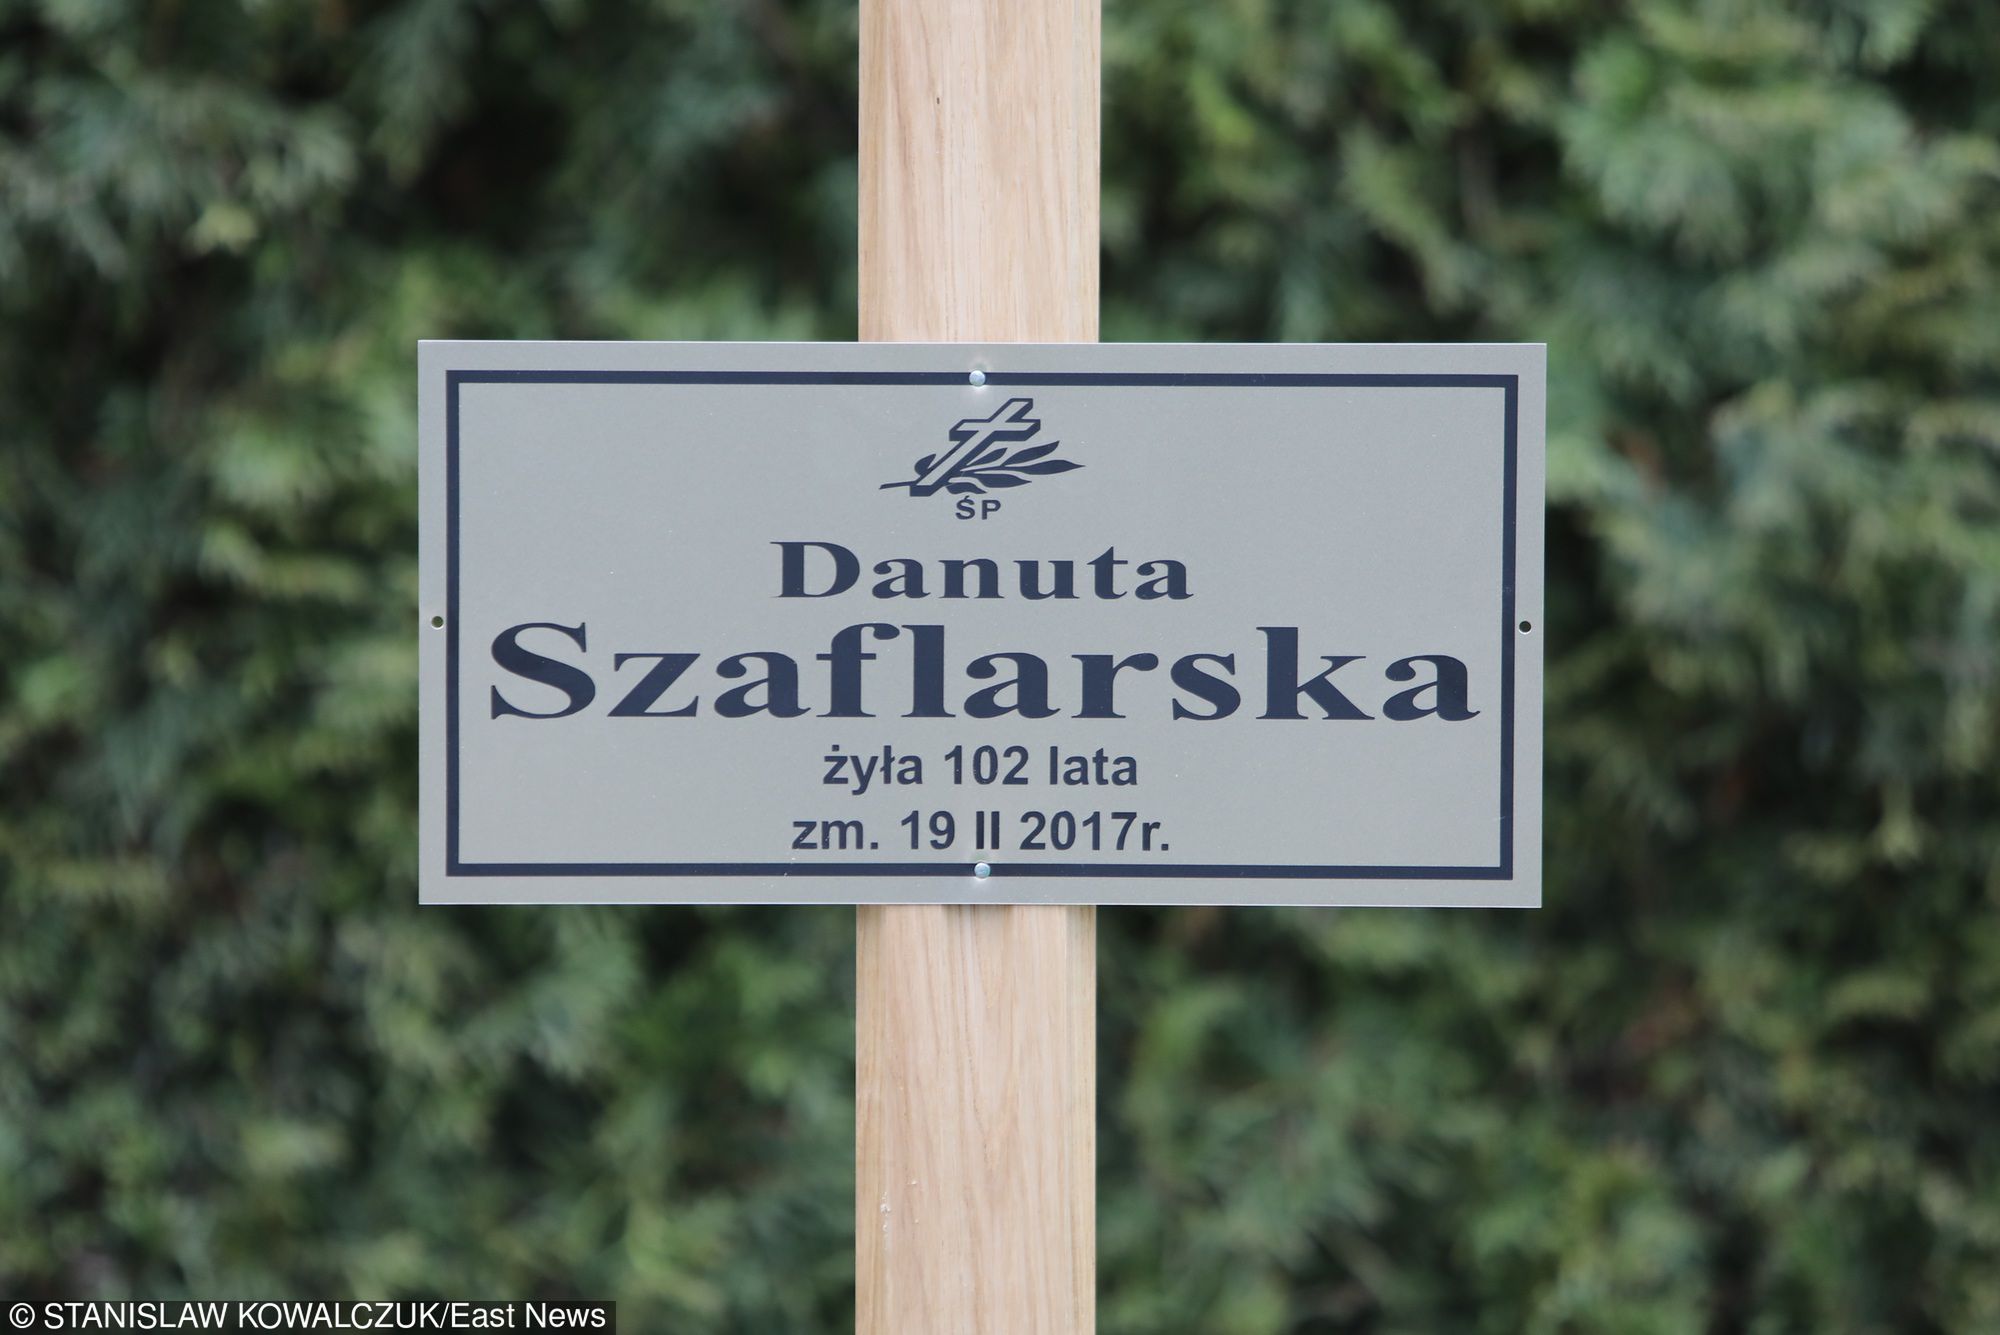 ŚP
Danuta
Szaflarska
żyła 102 lata
zm. 19 II 2017r.
© STANISLAW KOWALCZUK/East News